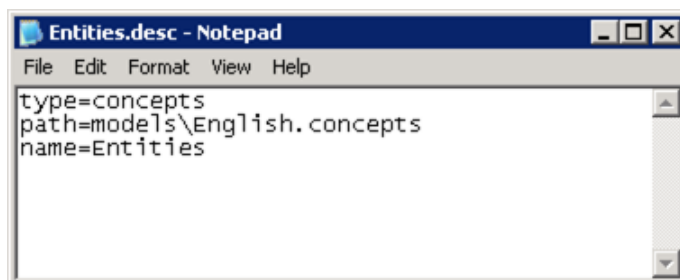 Entities.desc - Notepad
File Edit Format View Help
type=concepts
path=models\English.concepts
name=Entities